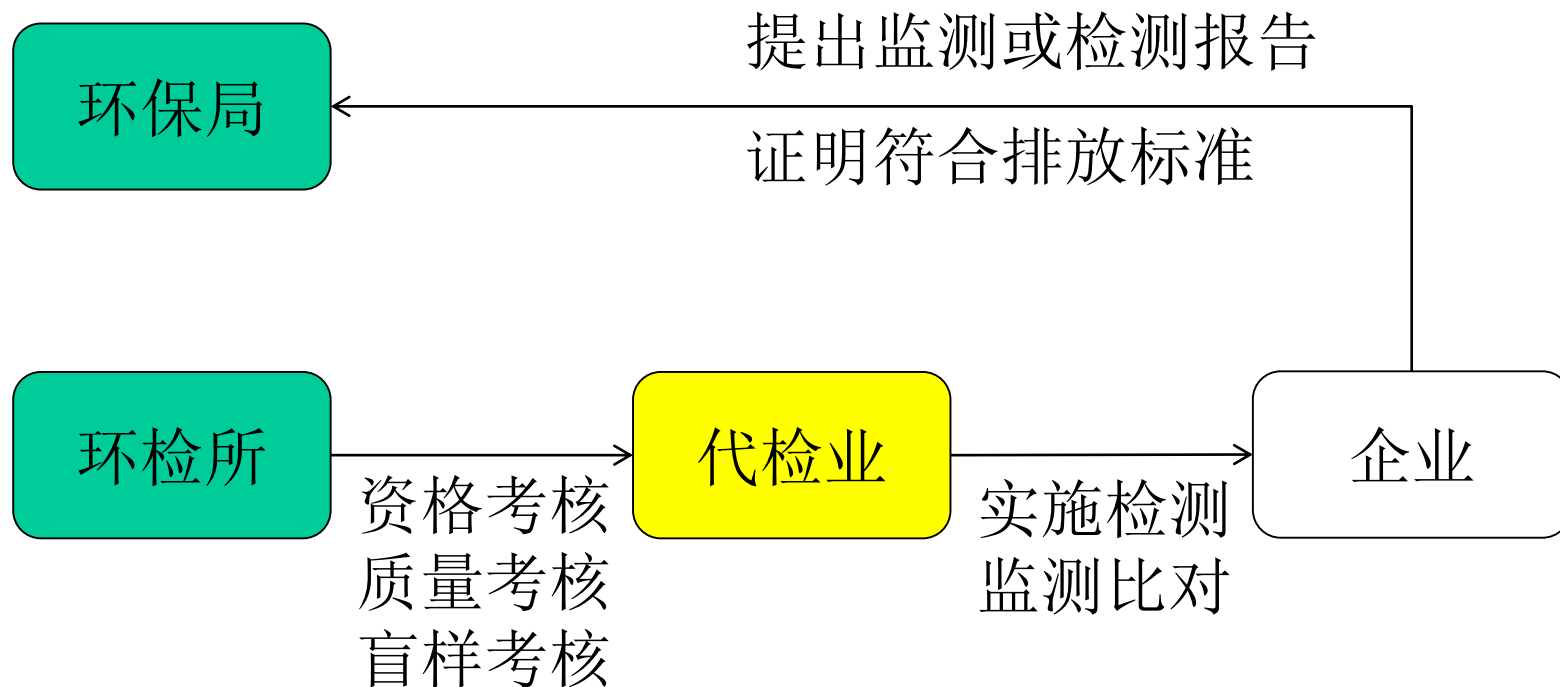 提出监测或检测报告
环保局
证明符合排放标准
环检所
代检业
企业
资格考核
质量考核
盲样考核
实施检测
监测比对